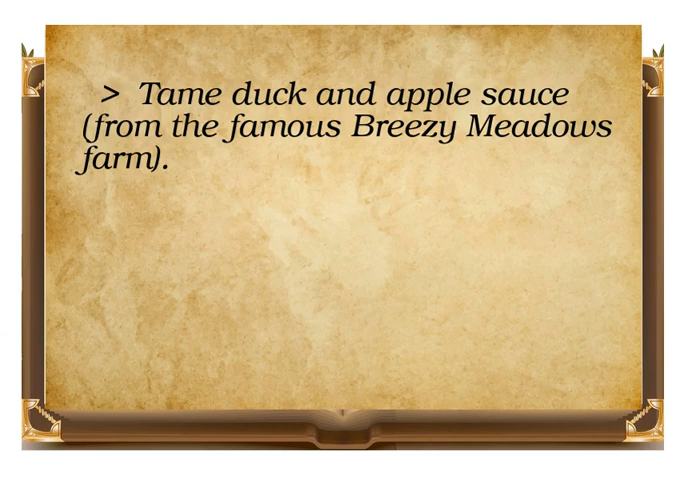 > Tame duck and apple sauce
(from the famous Breezy Meadows
farm).